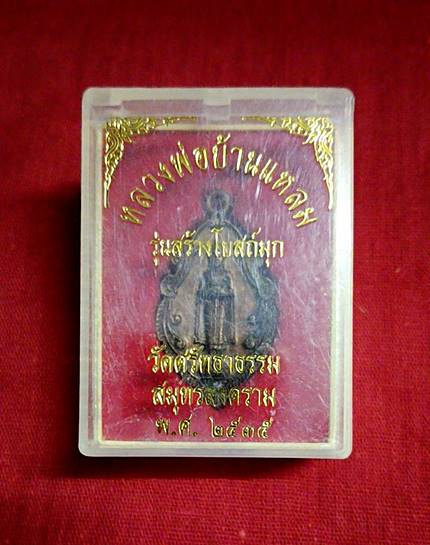 หลวงพ่อบ้านแหลม
รุ่นสร้างโบสถ์มุก
วัดศรัทธาธรรม
สมุทรสงคราม
พ.ศ. ๒๕๓๕